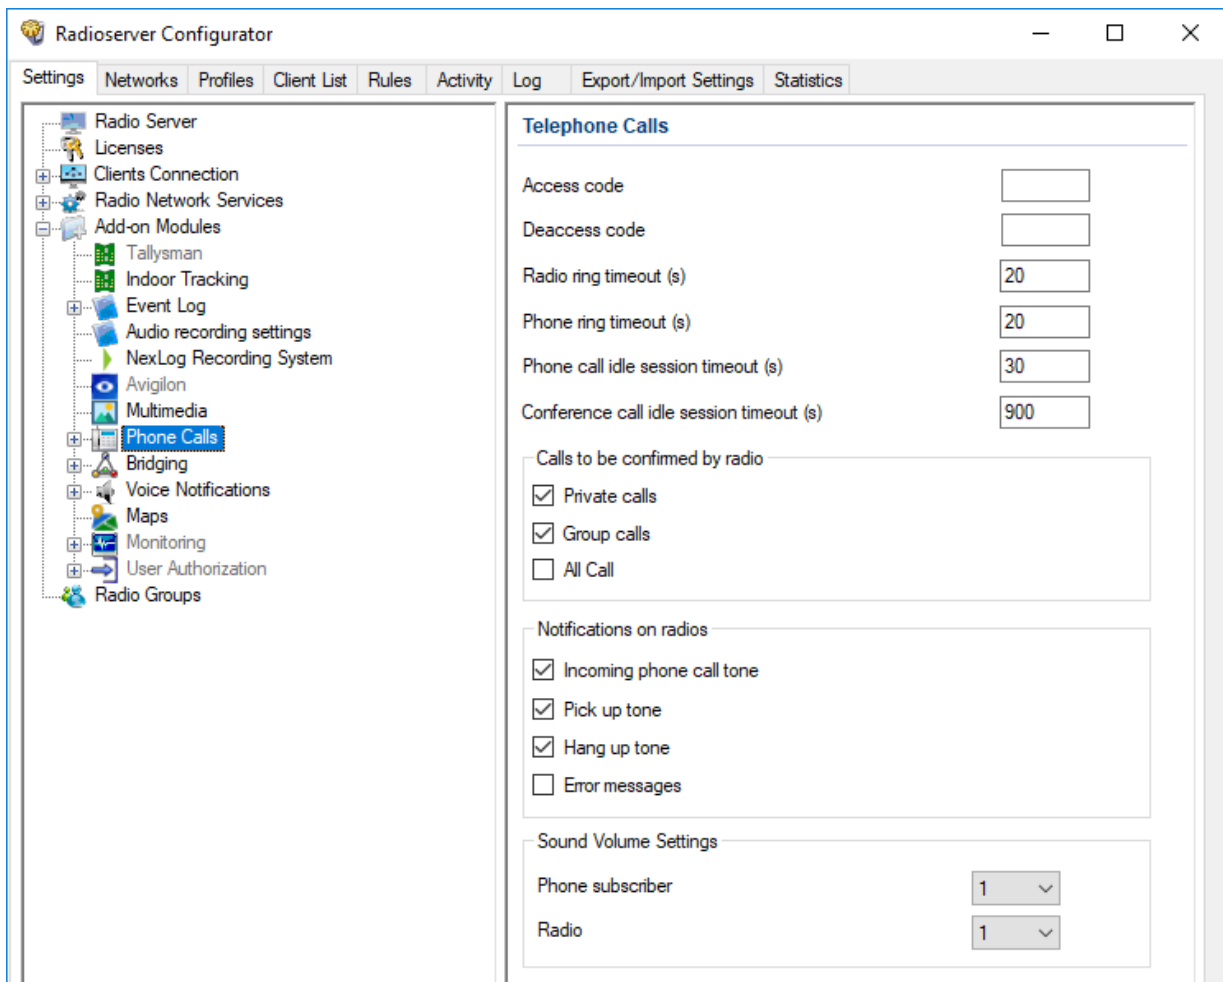 Radioserver Configurator
Settings Networks Profiles Client List Rules Activity Log Export/Import Settings Statistics
Radio Server
Licenses
Clients Connection
Radio Network Services
Add-on Modules
Tallysman
Indoor Tracking
Event Log
Audio recording settings
NexLog Recording System
Avigilon
Multimedia
Phone Calls
Bridging
Voice Notifications
Maps
Monitoring
User Authorization
Radio Groups
Telephone Calls
Access code
Deaccess code
Radio ring timeout (s) 20
Phone ring timeout (s) 20
Phone call idle session timeout (s) 30
Conference call idle session timeout (s) 900
Calls to be confirmed by radio
Private calls
Group calls
All Call
Notifications on radios
Incoming phone call tone
Pick up tone
Hang up tone
Error messages
Sound Volume Settings
Phone subscriber 1
Radio 1